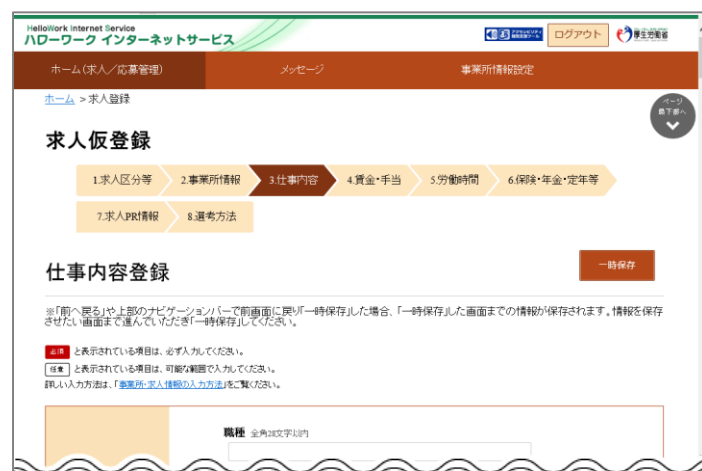 HelloWork Internet Service
ハローワーク インターネットサービス
ログアウト
厚生労働省
ホーム(求人／応募管理)
メッセージ
事業所情報設定
ホーム > 求人登録
ページ
最下部へ
求人仮登録
1.求人区分等
2.事業所情報
3.仕事内容
4.賃金・手当
5.労働時間
6.保険・年金・定年等
7.求人PR情報
8.選考方法
仕事内容登録
一時保存
※「前へ戻る」や上部のナビゲーションバーで前画面に戻り「一時保存」した場合、「一時保存」した画面までの情報が保存されます。情報を保存
させたい画面まで進んでいただき「一時保存」してください。
必須 と表示されている項目は、必ず入力してください。
任意 と表示されている項目は、可能な範囲で入力してください。
詳しい入力方法は、「事業所・求人情報の入力方法」をご覧ください。
職種 全角28文字以内